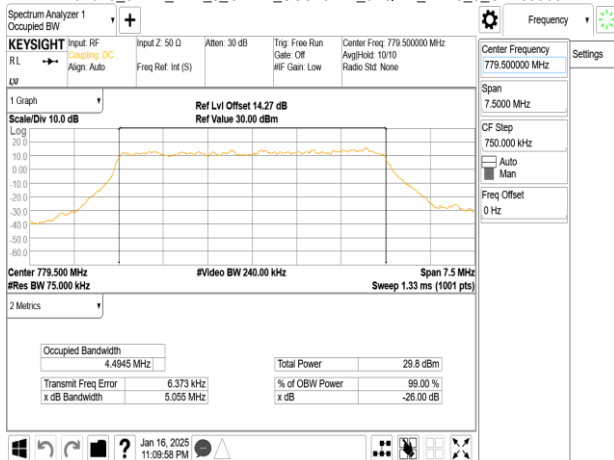 Spectrum Analyzer 1
Occupied BW
Frequency
KEYSIGHT
RL
LXI
Input: RF
Coupling: DC
Align: Auto
Input Z: 50 Ω
Freq Ref: Int (S)
Atten: 30 dB
Trig: Free Run
Gate: Off
#IF Gain: Low
Center Freq: 779.500000 MHz
Avg|Hold: 10/10
Radio Std: None
Center Frequency
779.500000 MHz
Settings
Span
7.5000 MHz
CF Step
750.000 kHz
Auto
Man
Freq Offset
0 Hz
1 Graph
Scale/Div 10.0 dB
Ref Lvl Offset 14.27 dB
Ref Value 30.00 dBm
Log
20.0
10.0
0.00
-10.0
-20.0
-30.0
-40.0
-50.0
-60.0
Center 779.500 MHz
#Video BW 240.00 kHz
Span 7.5 MHz
#Res BW 75.000 kHz
Sweep 1.33 ms (1001 pts)
2 Metrics
Occupied Bandwidth
4.4945 MHz
Total Power 29.8 dBm
Transmit Freq Error 6.373 kHz
% of OBW Power 99.00 %
x dB Bandwidth 5.055 MHz
x dB -26.00 dB
?
Jan 16, 2025
11:09:58 PM